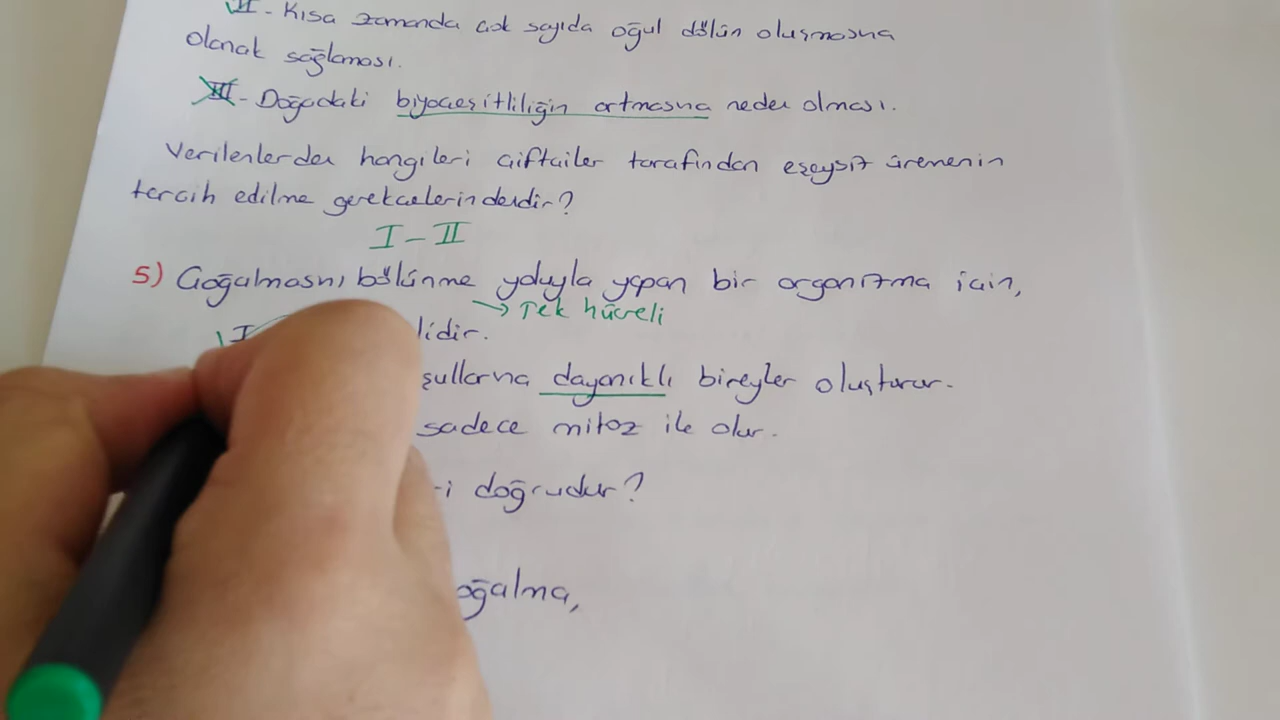 II - Kısa zamanda çok sayıda oğul dölün oluşmasına
olanak sağlaması.
III - Doğadaki biyoçeşitliliğin artmasına neden olması.
Verilenlerden hangileri çiftçiler tarafından eşeysiz üremenin
tercih edilme gerekçelerindendir?
I - II
5) Çoğalmasını bölünme yoluyla yapan bir organizma için,
→ Tek hücreli
I lidir.
şullarına dayanıklı bireyler oluşturur.
sadece mitoz ile olur.
i doğrudur?
oğalma,